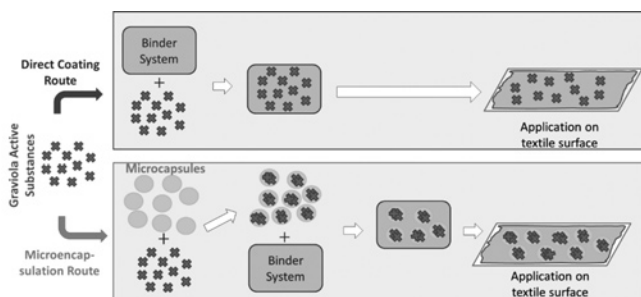 Graviola Active
Substances
Direct Coating
Route
Binder
System
+
Application on
textile surface
Microencap-
sulation Route
Microcapsules
+
+
Binder
System
Application on
textile surface